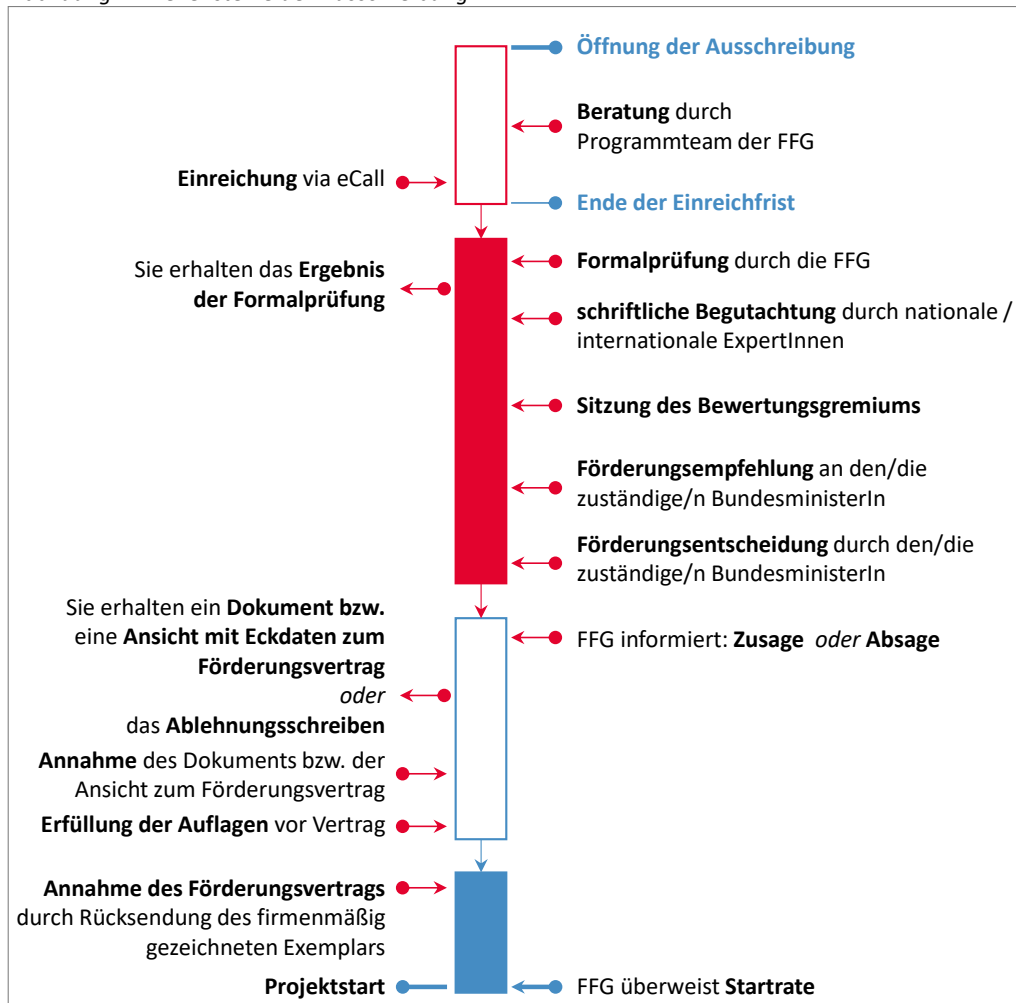 Öffnung der Ausschreibung
Beratung durch
Programmteam der FFG
Einreichung via eCall
Ende der Einreichfrist
Formalprüfung durch die FFG
Sie erhalten das Ergebnis
der Formalprüfung
schriftliche Begutachtung durch nationale /
internationale ExpertInnen
Sitzung des Bewertungsgremiums
Förderungsempfehlung an den/die
zuständige/n BundesministerIn
Förderungsentscheidung durch den/die
zuständige/n BundesministerIn
Sie erhalten ein Dokument bzw.
eine Ansicht mit Eckdaten zum
Förderungsvertrag
oder
das Ablehnungsschreiben
FFG informiert: Zusage oder Absage
Annahme des Dokuments bzw. der
Ansicht zum Förderungsvertrag
Erfüllung der Auflagen vor Vertrag
Annahme des Förderungsvertrags
durch Rücksendung des firmenmäßig
gezeichneten Exemplars
Projektstart
FFG überweist Startrate